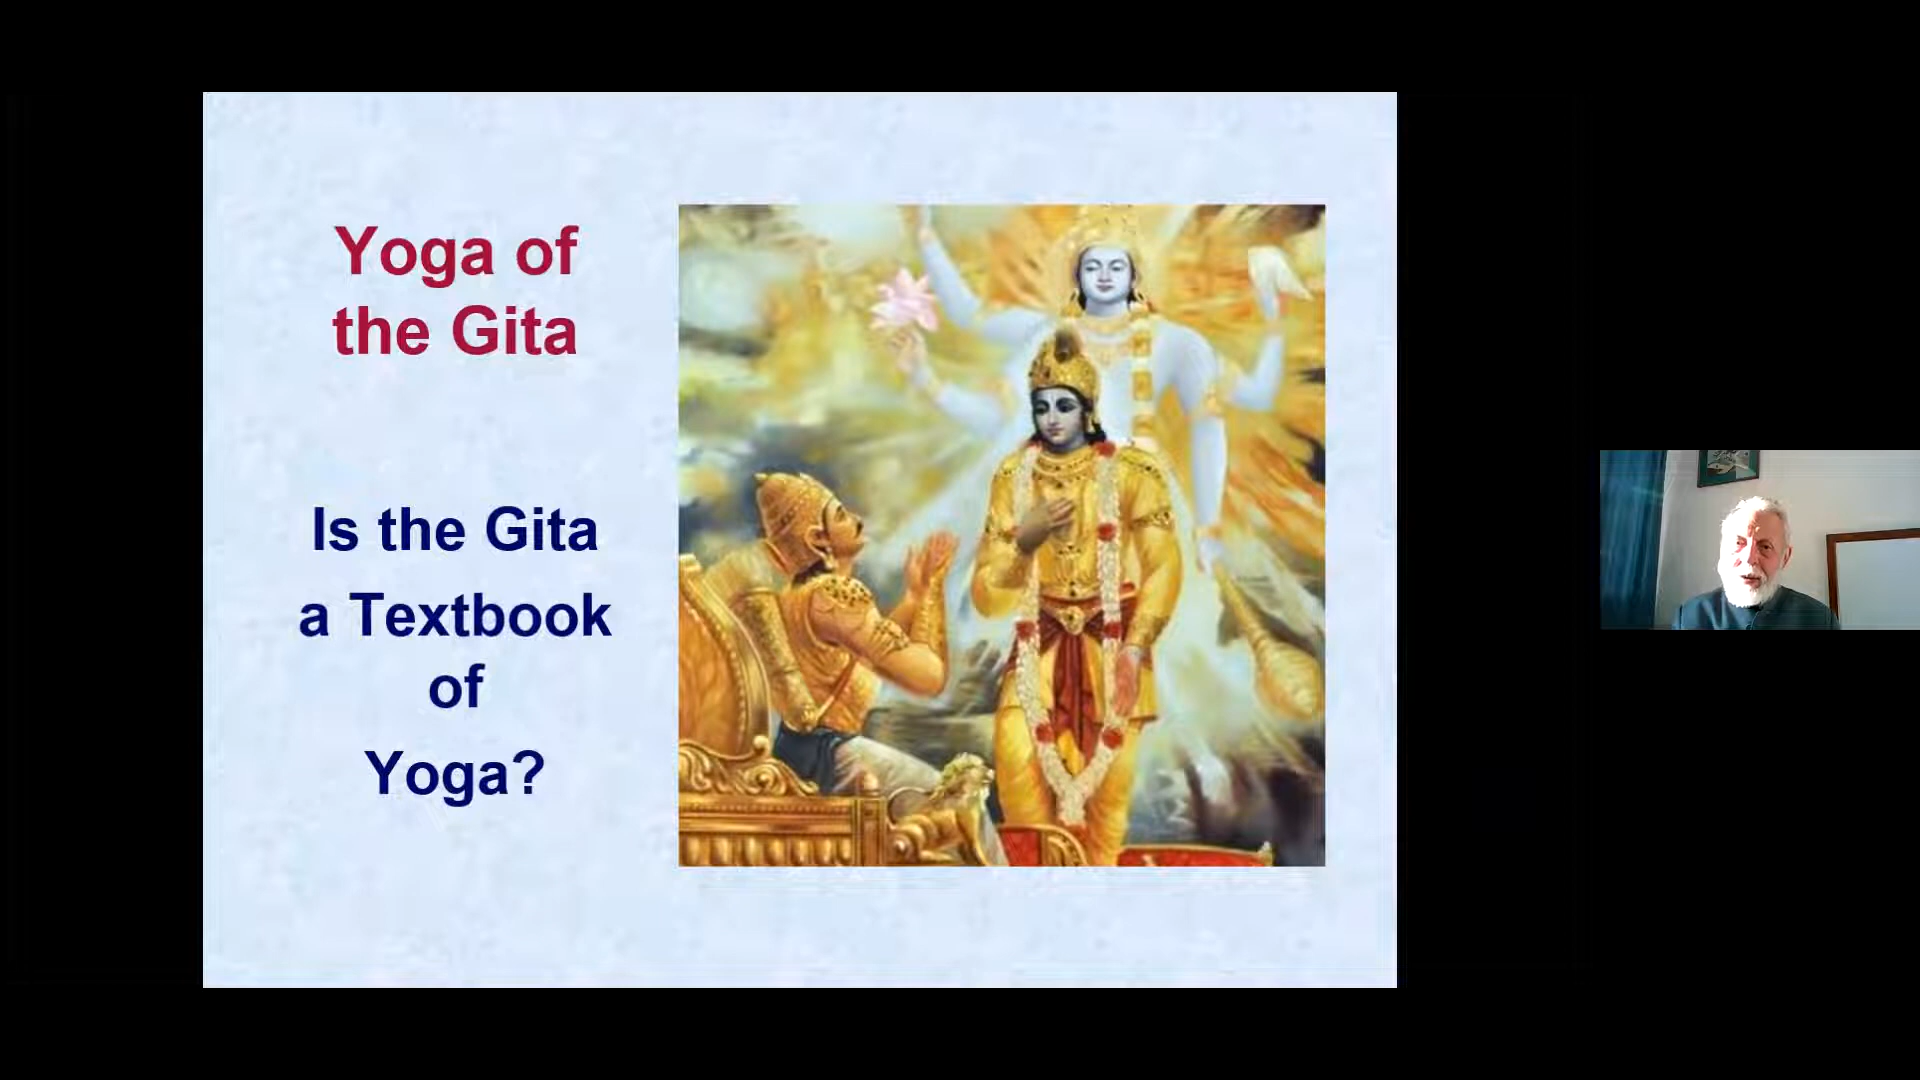 Yoga of
the Gita
Is the Gita
a Textbook
of
Yoga?